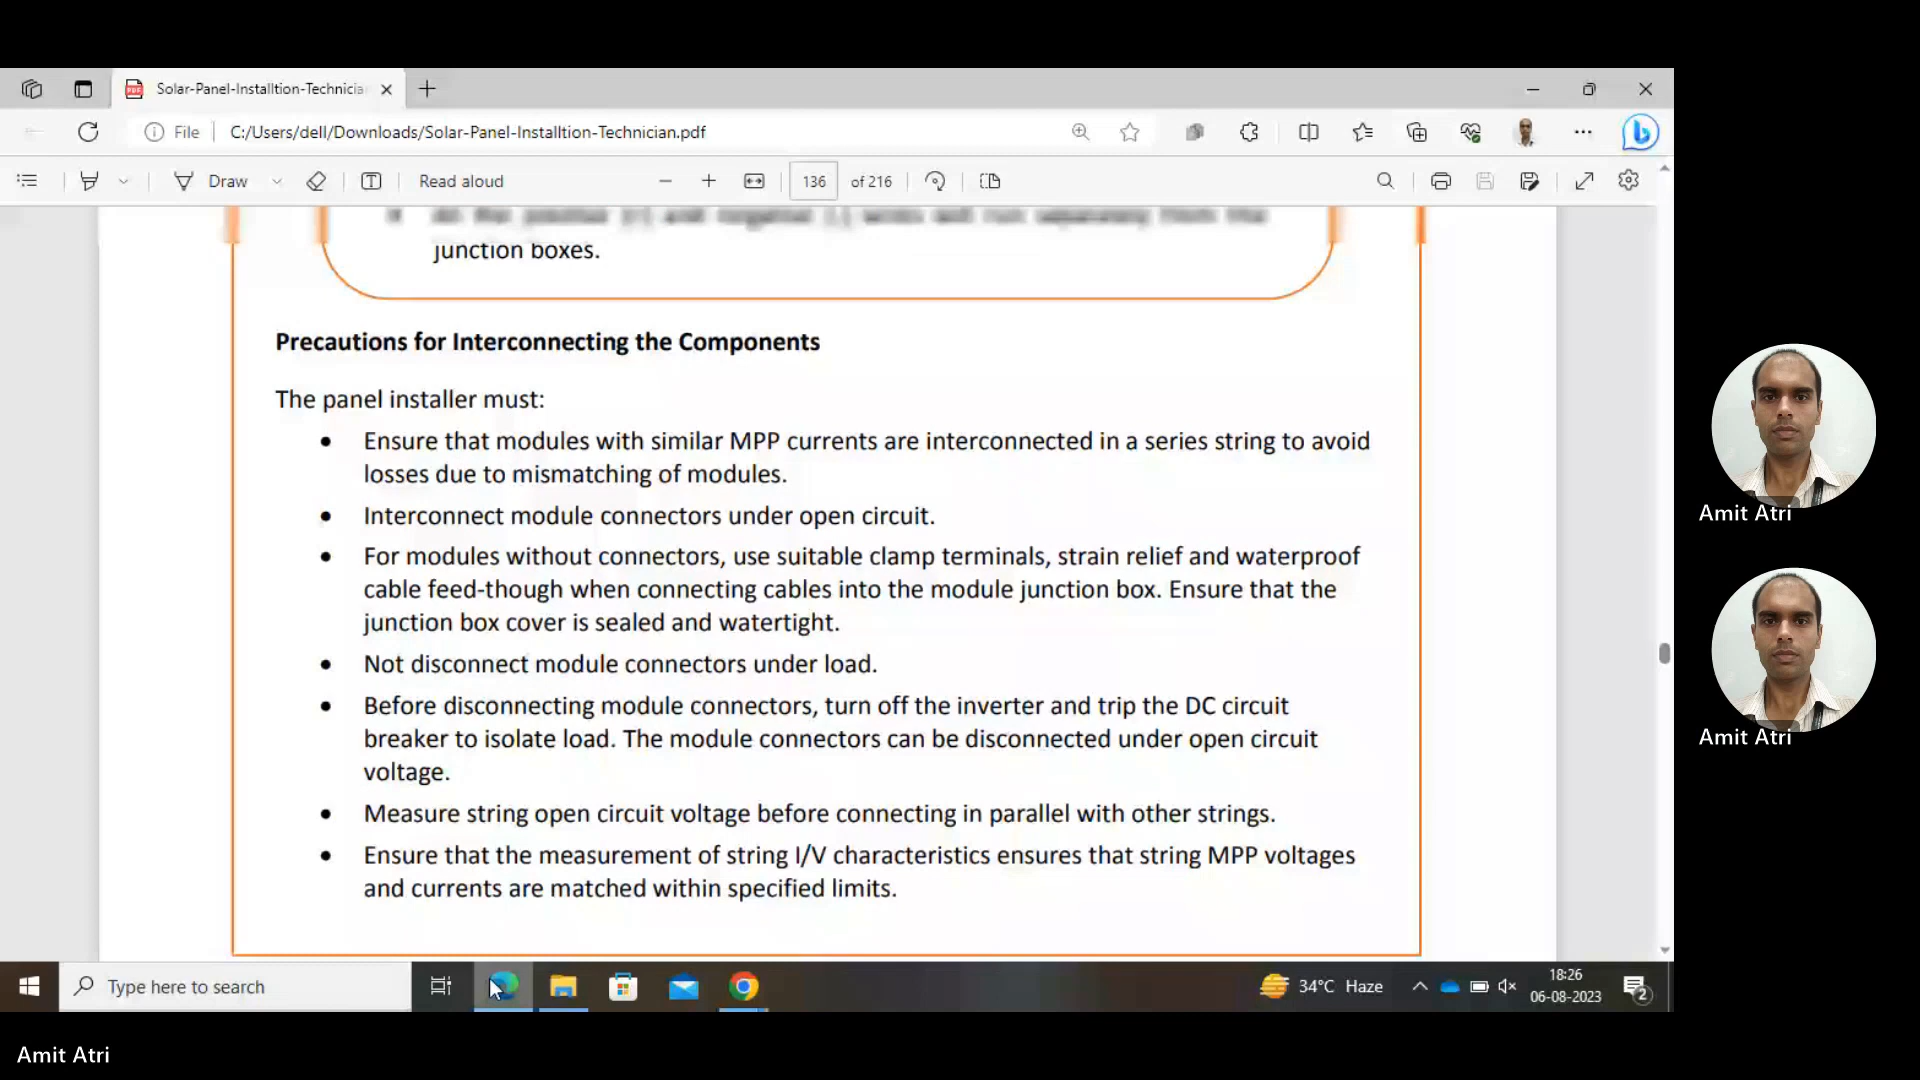 Solar-Panel-Installtion-Technicia
File
C:/Users/dell/Downloads/Solar-Panel-Installtion-Technician.pdf
Draw
Read aloud
136
of 216
junction boxes.
Precautions for Interconnecting the Components
The panel installer must:
• Ensure that modules with similar MPP currents are interconnected in a series string to avoid
losses due to mismatching of modules.
• Interconnect module connectors under open circuit.
• For modules without connectors, use suitable clamp terminals, strain relief and waterproof
cable feed-though when connecting cables into the module junction box. Ensure that the
junction box cover is sealed and watertight.
• Not disconnect module connectors under load.
• Before disconnecting module connectors, turn off the inverter and trip the DC circuit
breaker to isolate load. The module connectors can be disconnected under open circuit
voltage.
• Measure string open circuit voltage before connecting in parallel with other strings.
• Ensure that the measurement of string I/V characteristics ensures that string MPP voltages
and currents are matched within specified limits.
Type here to search
34°C Haze
18:26
06-08-2023
2
Amit Atri
Amit Atri
Amit Atri